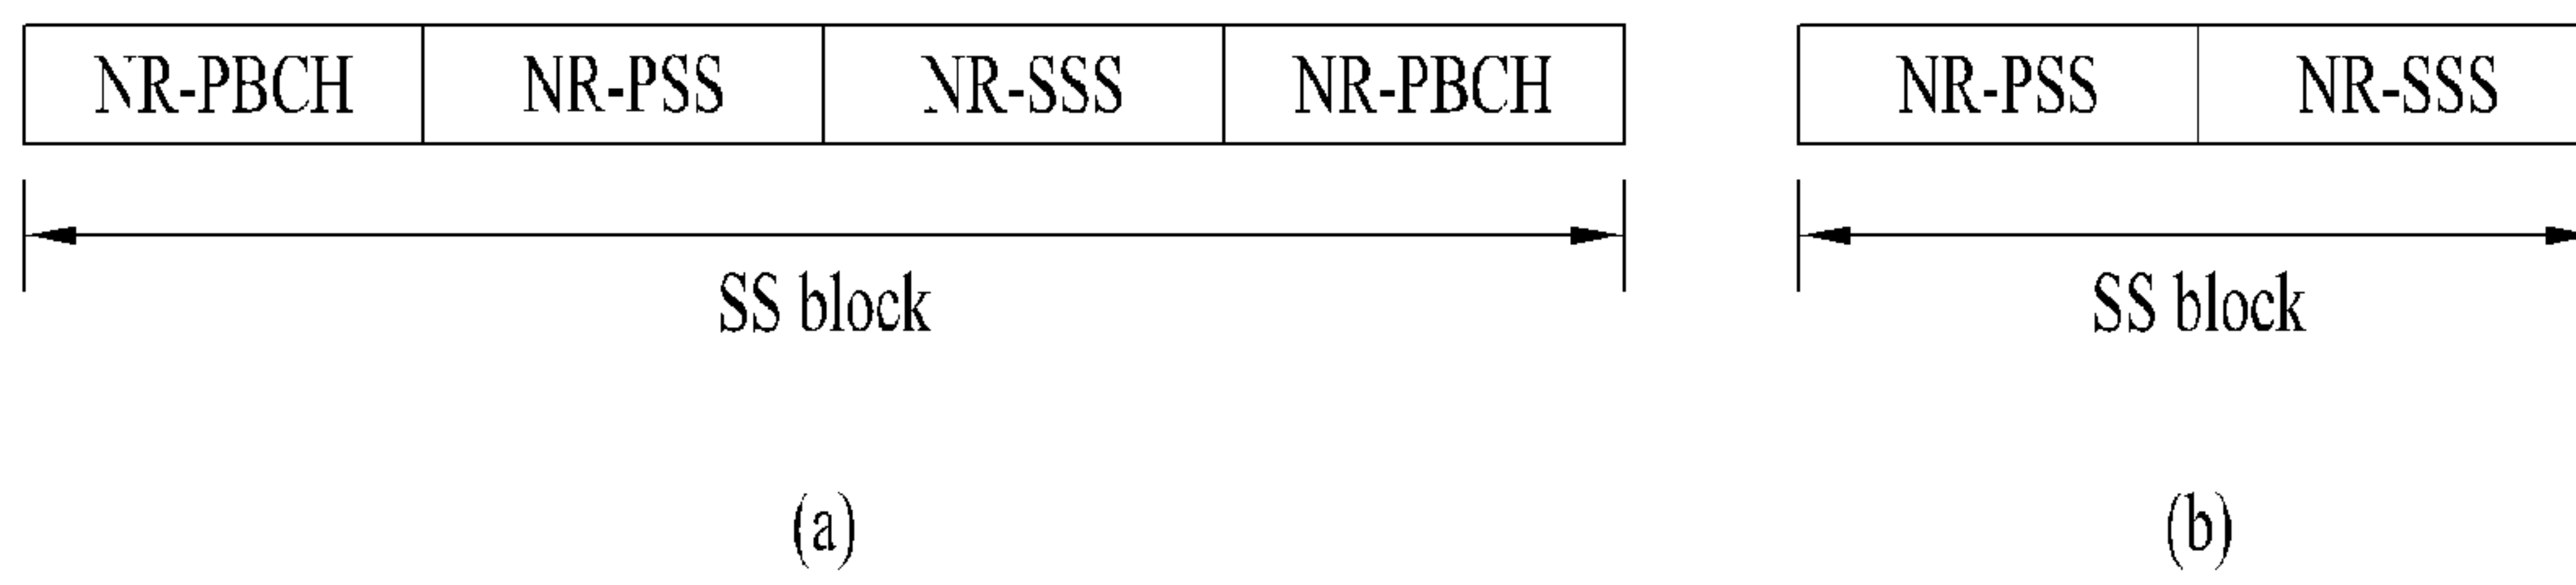 NR-PBCH NR-PSS NR-SSS NR-PBCH NR-PSS NR-SSS
SS block SS block
(a) (b)